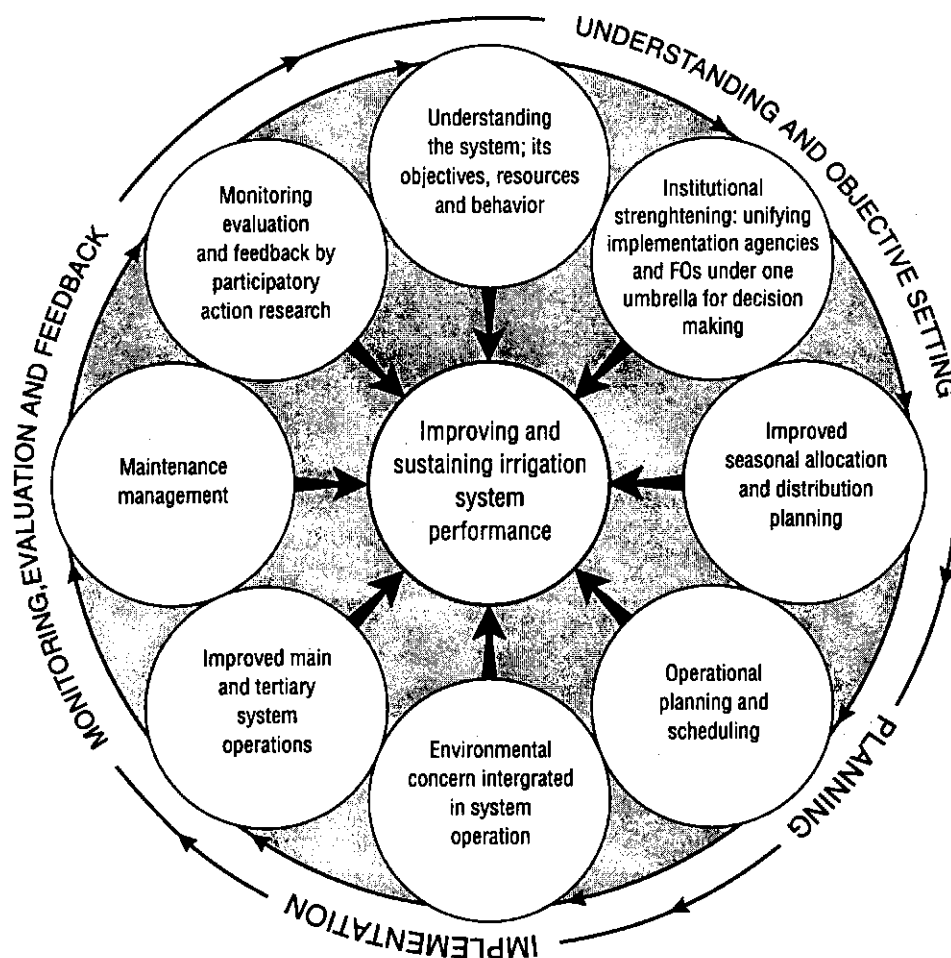 UNDERSTANDING AND OBJECTIVE SETTING
Understanding
the system; its
objectives, resources
and behavior
Institutional
strenghtening: unifying
implementation agencies
and FOs under one
umbrella for decision
making
Improved
seasonal allocation
and distribution
planning
PLANNING
Operational
planning and
scheduling
Environmental
concern intergrated
in system
operation
IMPLEMENTATION
Improved main
and tertiary
system
operations
Maintenance
management
MONITORING, EVALUATION AND FEEDBACK
Monitoring
evaluation
and feedback by
participatory
action research
Improving and
sustaining irrigation
system
performance